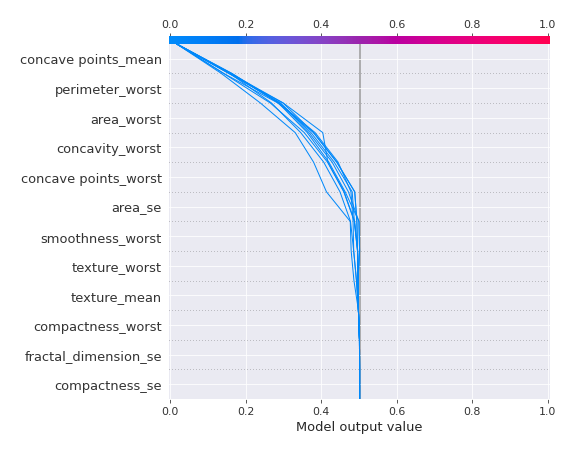 0.0 0.2 0.4 0.6 0.8 1.0
concave points_mean
perimeter_worst
area_worst
concavity_worst
concave points_worst
area_se
smoothness_worst
texture_worst
texture_mean
compactness_worst
fractal_dimension_se
compactness_se
0.0 0.2 0.4 0.6 0.8 1.0
Model output value